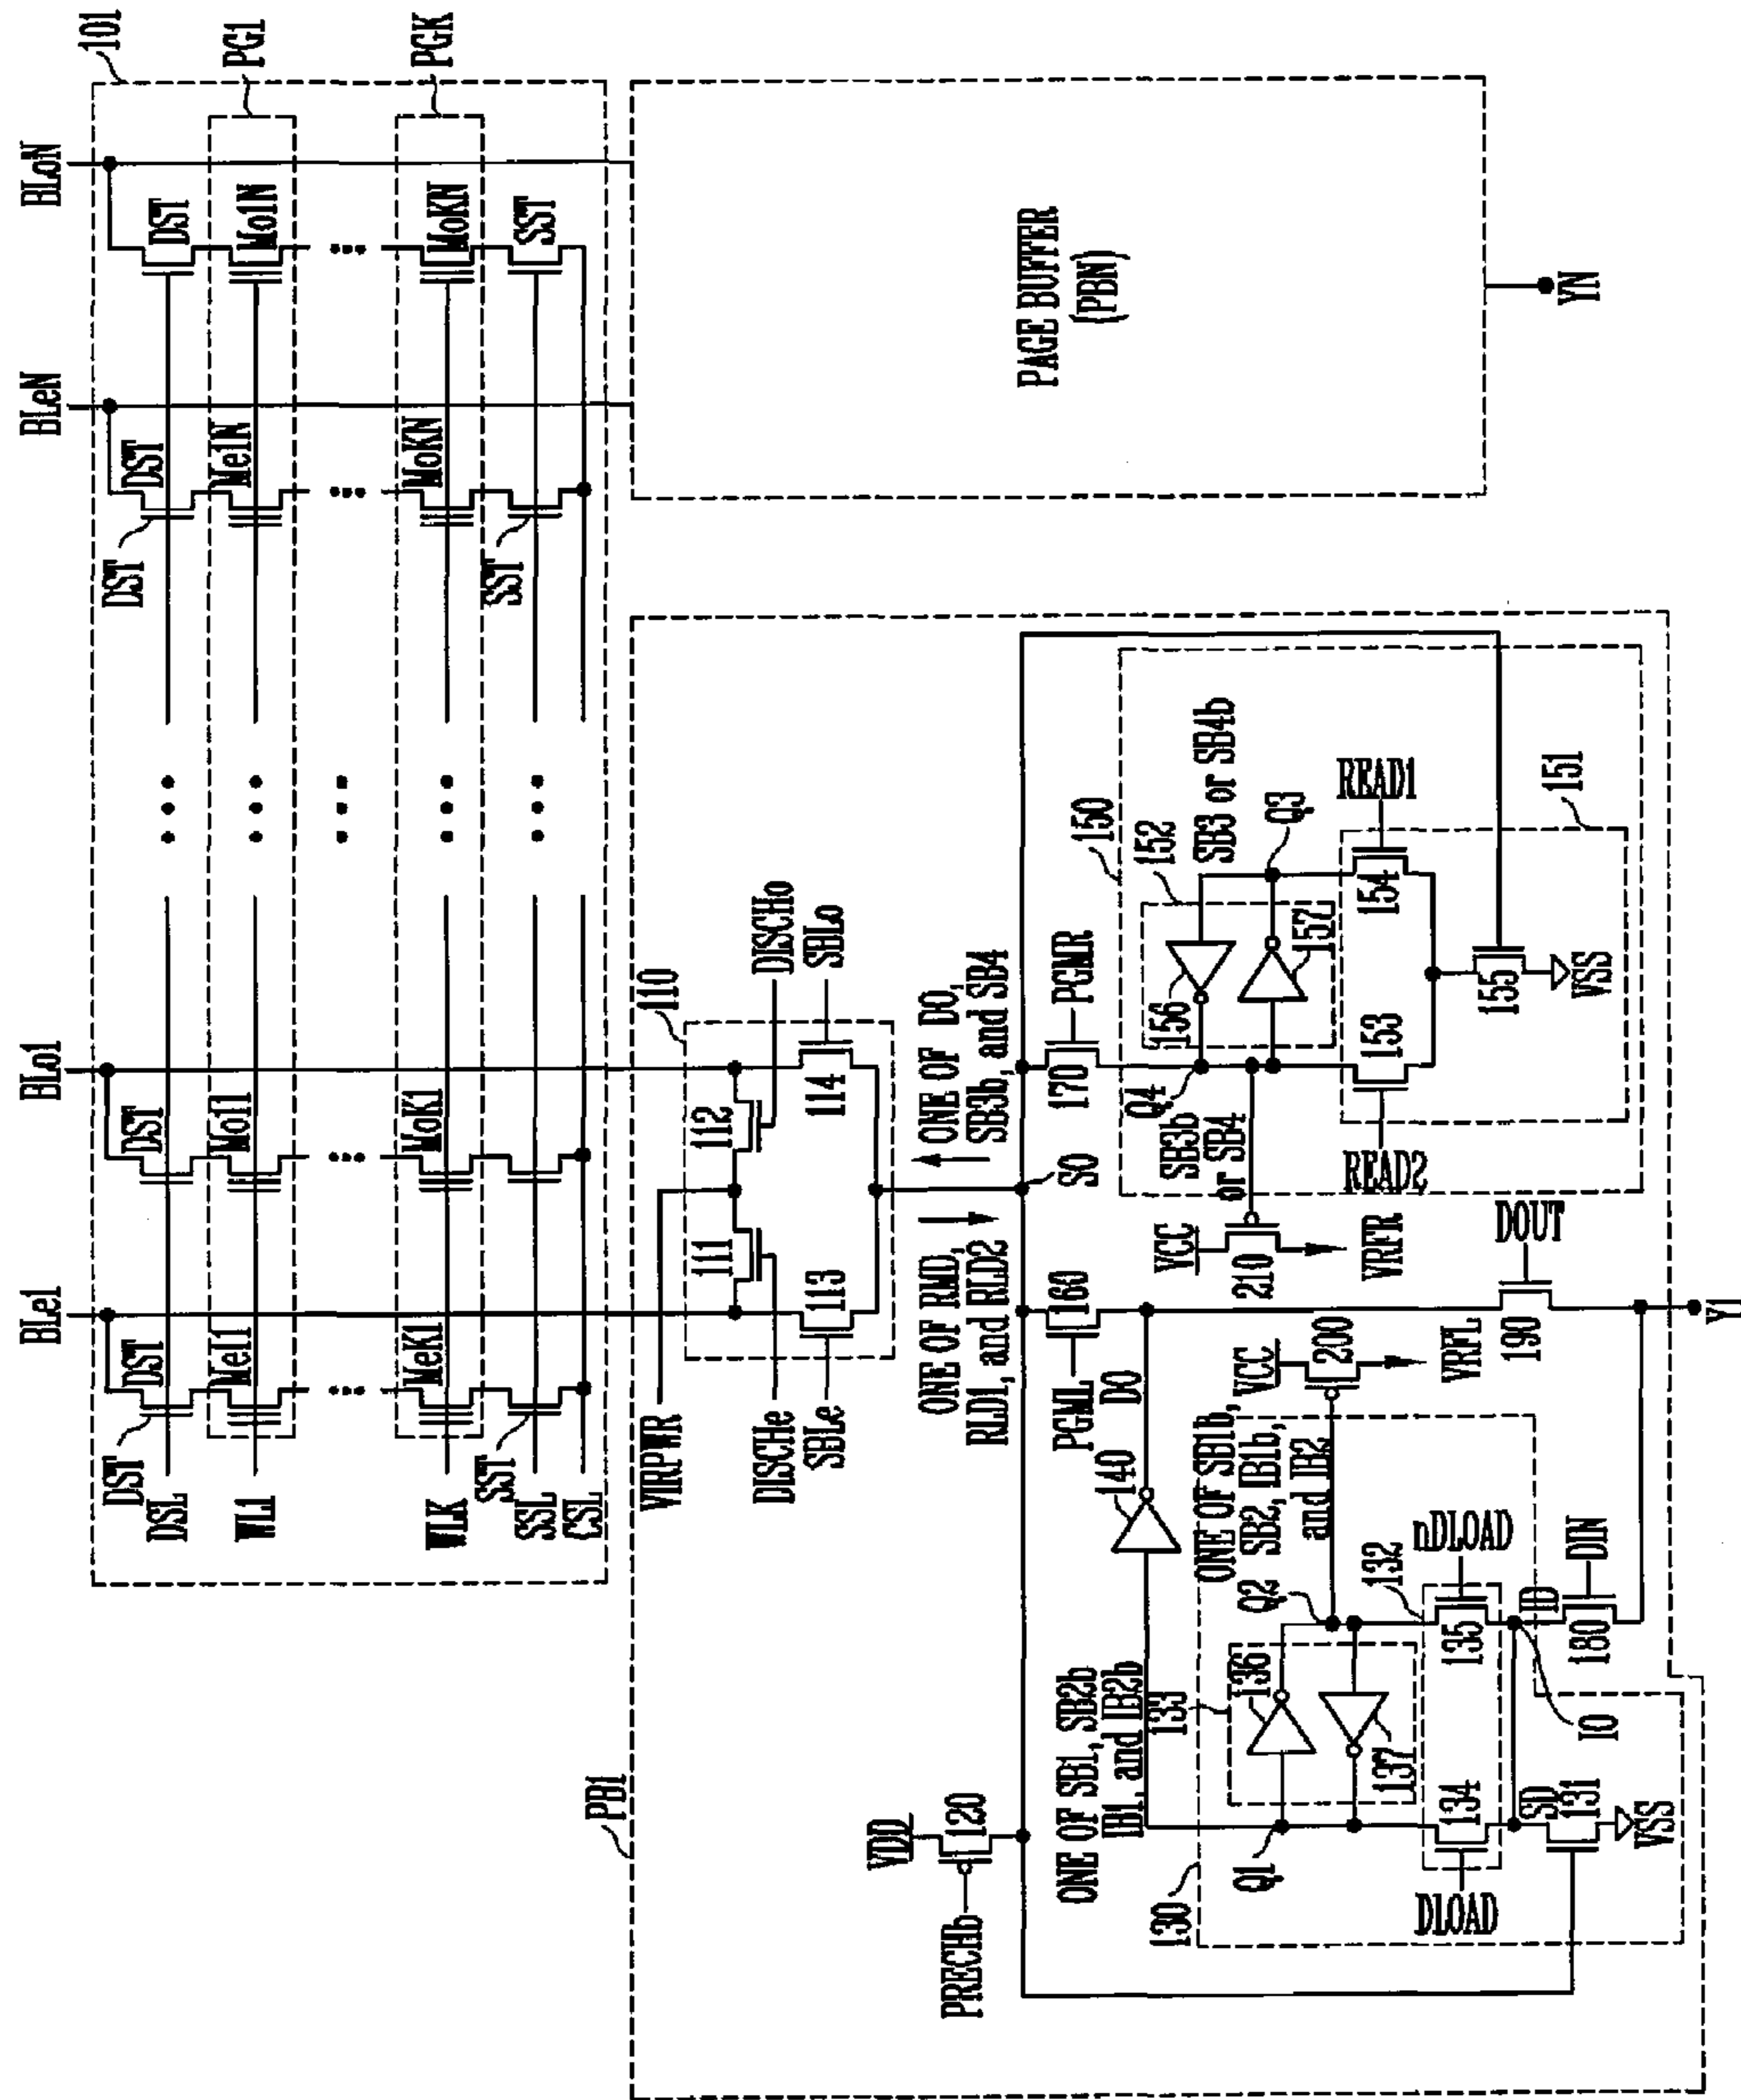 BLe1
BLo1
BLeN
BLoN
101
DST
DST
DST
DST
DST
DST
DSL
Me11
Mo11
Me1N
Mo1N
PG1
WL1
MeK1
MoK1
MoKN
MoKN
PGK
WLK
SST
SST
SST
SSL
CSL
PB1
VIRPWR
110
111
112
DISCHe
DISCHo
SBLe
113
114
SBLo
ONE OF RMD,
RLD1, and RLD2
ONE OF DO,
SB3b, and SB4
PAGE BUFFER
(PBN)
YN
VDD
PRECHb
120
SO
PGML
160
170
PGMR
ONE OF SB1, SB2b
IB1, and IB2b
140
DO
150
152
SB3 or SB4b
Q4
156
157
Q3
SB3b
or SB4
VCC
210
VRFR
130
133
136
137
Q1
Q2
ONE OF SB1b,
SB2, IB1b,
and IB2
VCC
200
VRFL
READ2
153
154
READ1
151
155
VSS
132
DLOAD
134
135
nDLOAD
SD
131
VSS
IO
ID
180
DIN
190
DOUT
Y1